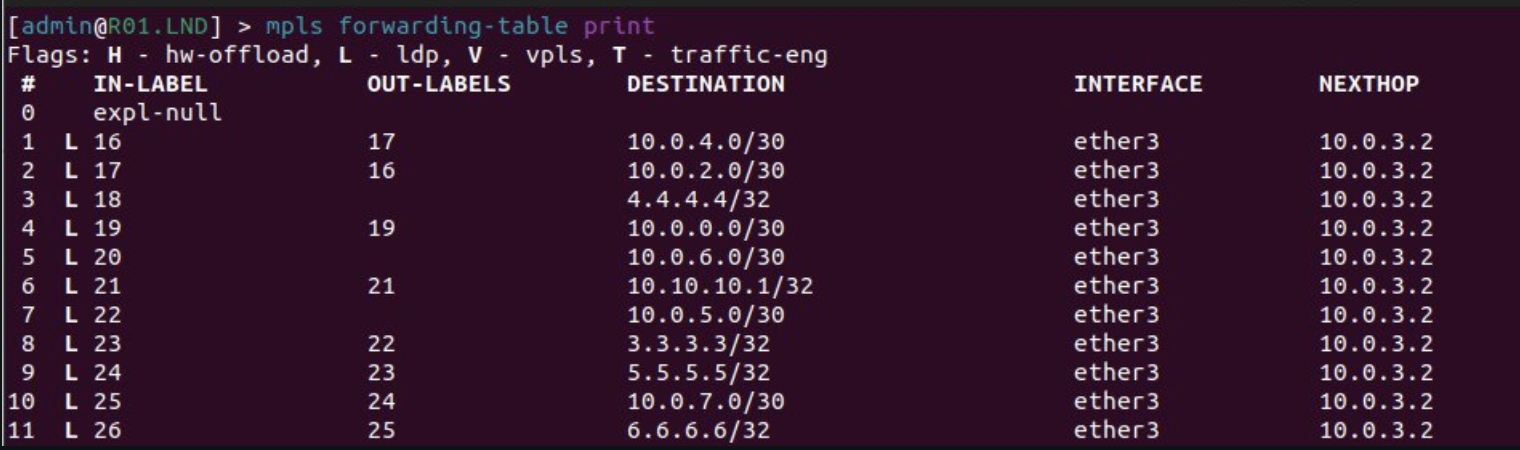 [admin@R01.LND] > mpls forwarding-table print
Flags: H - hw-offload, L - ldp, V - vpls, T - traffic-eng
# IN-LABEL OUT-LABELS DESTINATION INTERFACE NEXTHOP
0 expl-null
1 L 16 17 10.0.4.0/30 ether3 10.0.3.2
2 L 17 16 10.0.2.0/30 ether3 10.0.3.2
3 L 18 4.4.4.4/32 ether3 10.0.3.2
4 L 19 19 10.0.0.0/30 ether3 10.0.3.2
5 L 20 10.0.6.0/30 ether3 10.0.3.2
6 L 21 21 10.10.10.1/32 ether3 10.0.3.2
7 L 22 10.0.5.0/30 ether3 10.0.3.2
8 L 23 22 3.3.3.3/32 ether3 10.0.3.2
9 L 24 23 5.5.5.5/32 ether3 10.0.3.2
10 L 25 24 10.0.7.0/30 ether3 10.0.3.2
11 L 26 25 6.6.6.6/32 ether3 10.0.3.2